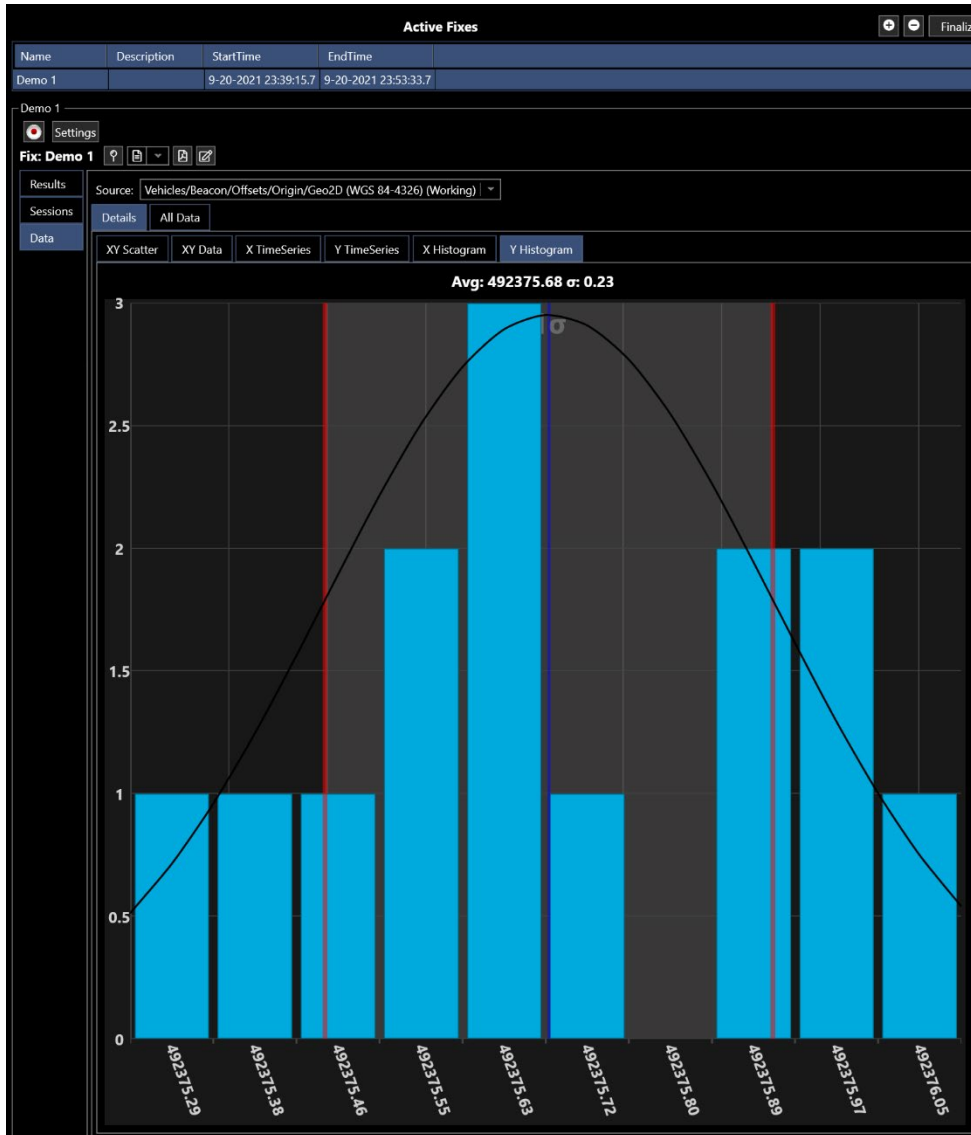 Active Fixes
Finaliz
Name Description StartTime EndTime
Demo 1 9-20-2021 23:39:15.7 9-20-2021 23:53:33.7
Demo 1
Settings
Fix: Demo 1
Results
Sessions
Data
Source: Vehicles/Beacon/Offsets/Origin/Geo2D (WGS 84-4326) (Working)
Details All Data
XY Scatter XY Data X TimeSeries Y TimeSeries X Histogram Y Histogram
Avg: 492375.68 σ: 0.23
3
2.5
2
1.5
1
0.5
0
σ
492375.29 492375.38 492375.46 492375.55 492375.63 492375.72 492375.80 492375.89 492375.97 492376.05